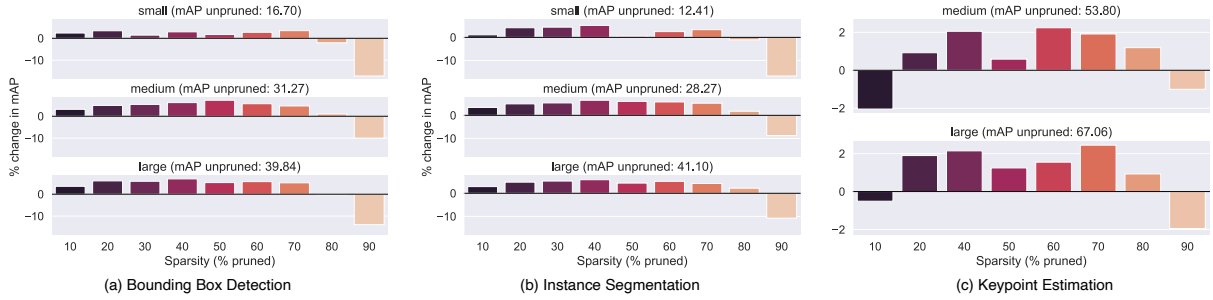 small (mAP unpruned: 16.70)
0
−10
medium (mAP unpruned: 31.27)
0
−10
large (mAP unpruned: 39.84)
0
−10
% change in mAP
10 20 30 40 50 60 70 80 90
Sparsity (% pruned)
(a) Bounding Box Detection
small (mAP unpruned: 12.41)
0
−10
medium (mAP unpruned: 28.27)
0
−10
large (mAP unpruned: 41.10)
0
−10
% change in mAP
10 20 30 40 50 60 70 80 90
Sparsity (% pruned)
(b) Instance Segmentation
medium (mAP unpruned: 53.80)
2
0
−2
large (mAP unpruned: 67.06)
2
0
−2
% change in mAP
10 20 40 50 60 70 80 90
Sparsity (% pruned)
(c) Keypoint Estimation